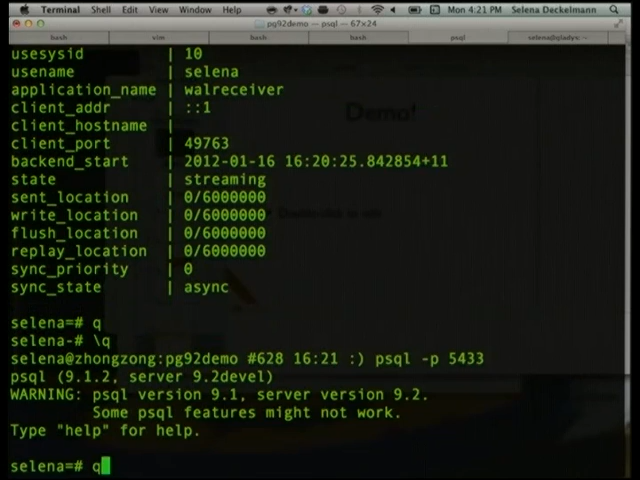 Terminal Shell Edit View Window Help Mon 4:21 PM Selena Deckelmann
pg92demo — psql — 67×24
bash vim bash bash psql selena@gladys: ~
Demo!
usesysid | 10
usename | selena
application_name | walreceiver
client_addr | ::1
client_hostname |
client_port | 49763
backend_start | 2012-01-16 16:20:25.842854+11
state | streaming
sent_location | 0/6000000
write_location | 0/6000000
flush_location | 0/6000000
replay_location | 0/6000000
sync_priority | 0
sync_state | async
selena=# q
selena-# \q
selena@zhongzong:pg92demo #628 16:21 :) psql -p 5433
psql (9.1.2, server 9.2devel)
WARNING: psql version 9.1, server version 9.2.
Some psql features might not work.
Type "help" for help.
selena=# q